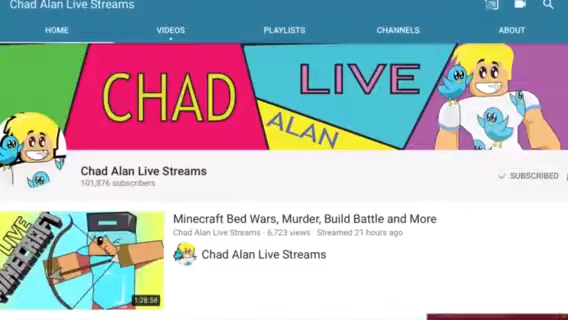 Chad Alan Live Streams
HOME VIDEOS PLAYLISTS CHANNELS ABOUT
CHAD
ALAN
LIVE
Chad Alan Live Streams
101,876 subscribers
SUBSCRIBED
LIVE
MINECRAFT
1:28:56
Minecraft Bed Wars, Murder, Build Battle and More
Chad Alan Live Streams · 6,723 views · Streamed 21 hours ago
Chad Alan Live Streams